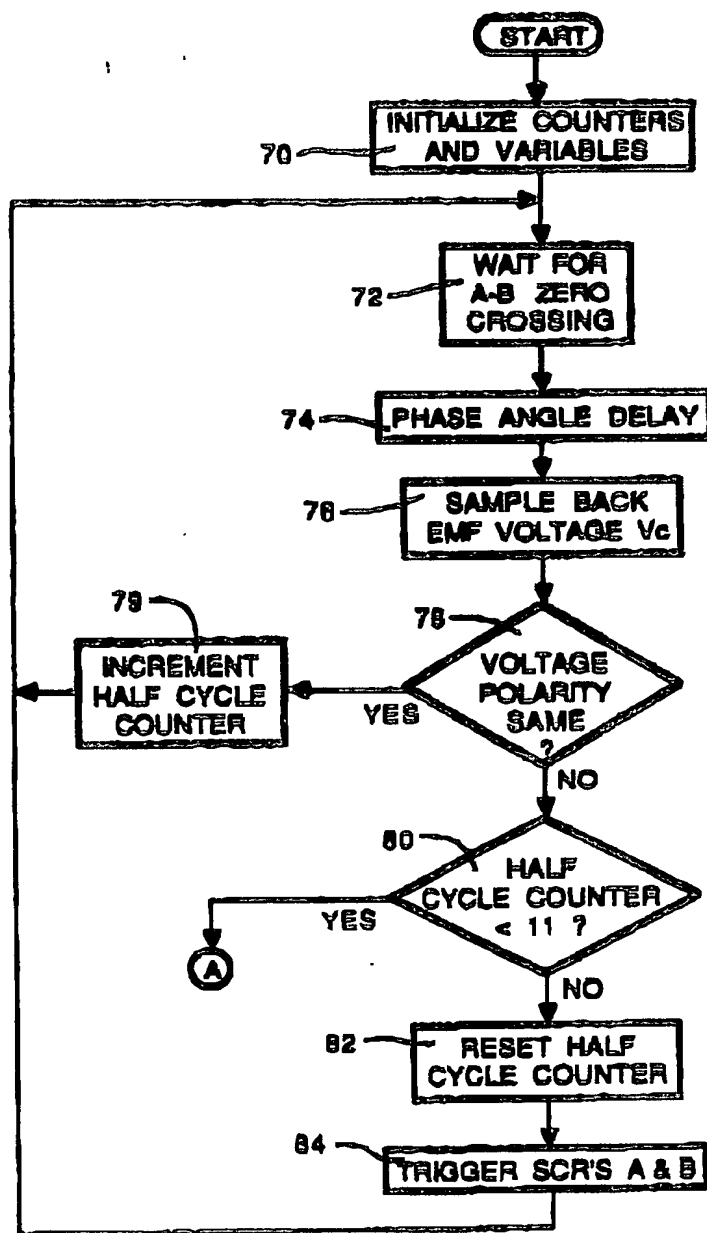 START
INITIALIZE COUNTERS
AND VARIABLES
70
WAIT FOR
A-B ZERO
CROSSING
72
PHASE ANGLE DELAY
74
SAMPLE BACK
EMF VOLTAGE Vc
76
VOLTAGE
POLARITY
SAME
?
78
YES
NO
INCREMENT
HALF CYCLE
COUNTER
79
HALF
CYCLE COUNTER
< 11 ?
80
YES
NO
A
RESET HALF
CYCLE COUNTER
82
TRIGGER SCR'S A & B
84